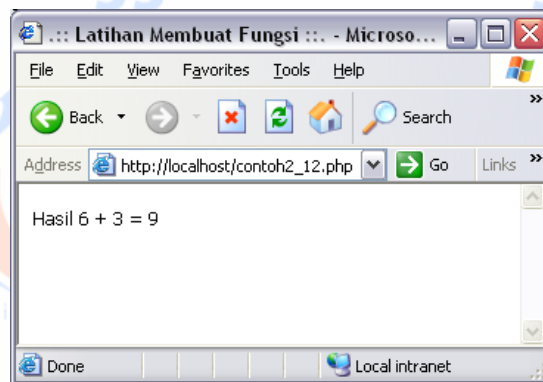 .:: Latihan Membuat Fungsi ::. - Microso...
File Edit View Favorites Tools Help
Back Search »
Address http://localhost/contoh2_12.php Go Links »
Hasil 6 + 3 = 9
Done Local intranet